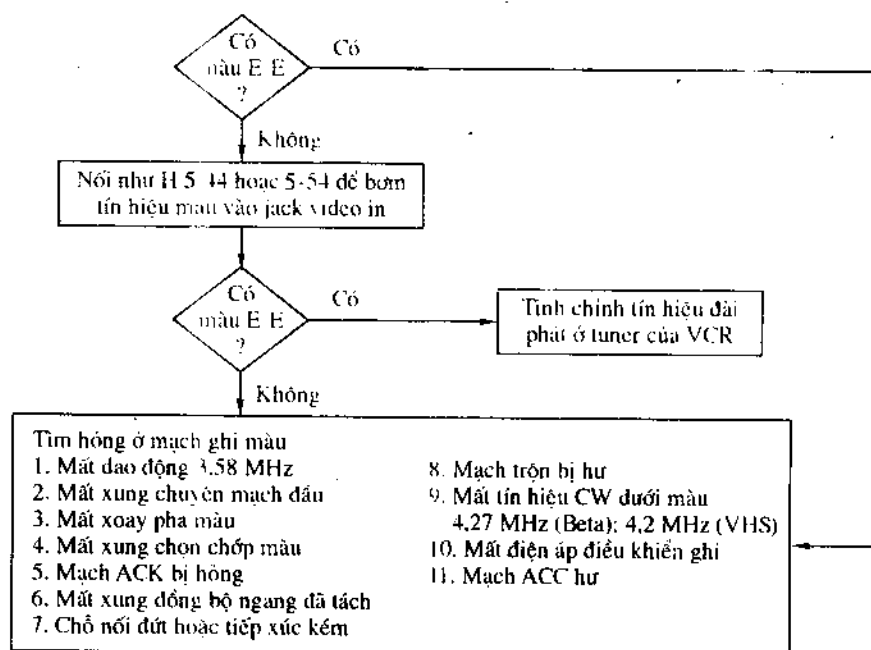 Có
màu E E
?
Có
Không
Nối như H 5-44 hoặc 5-54 để bơm
tín hiệu màu vào jack video in
Có
màu E E
?
Có
Tinh chỉnh tín hiệu đài
phát ở tuner của VCR
Không
Tìm hỏng ở mạch ghi màu
1. Mất dao động 3.58 MHz
2. Mất xung chuyển mạch đầu
3. Mất xoay pha màu
4. Mất xung chọn chớp màu
5. Mạch ACK bị hỏng
6. Mất xung đồng bộ ngang đã tách
7. Chỗ nối đứt hoặc tiếp xúc kém
8. Mạch trộn bị hư
9. Mất tín hiệu CW dưới màu
4,27 MHz (Beta); 4,2 MHz (VHS)
10. Mất điện áp điều khiển ghi
11. Mạch ACC hư